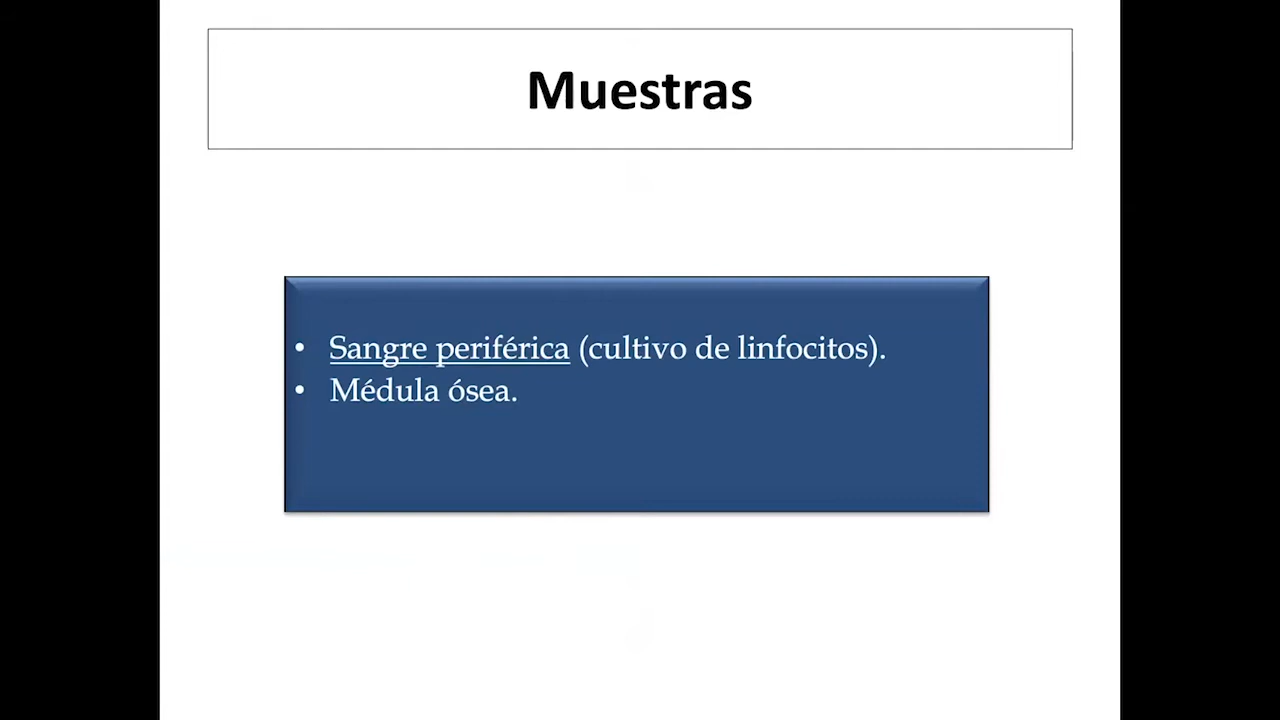 Muestras
• Sangre periférica (cultivo de linfocitos).
• Médula ósea.